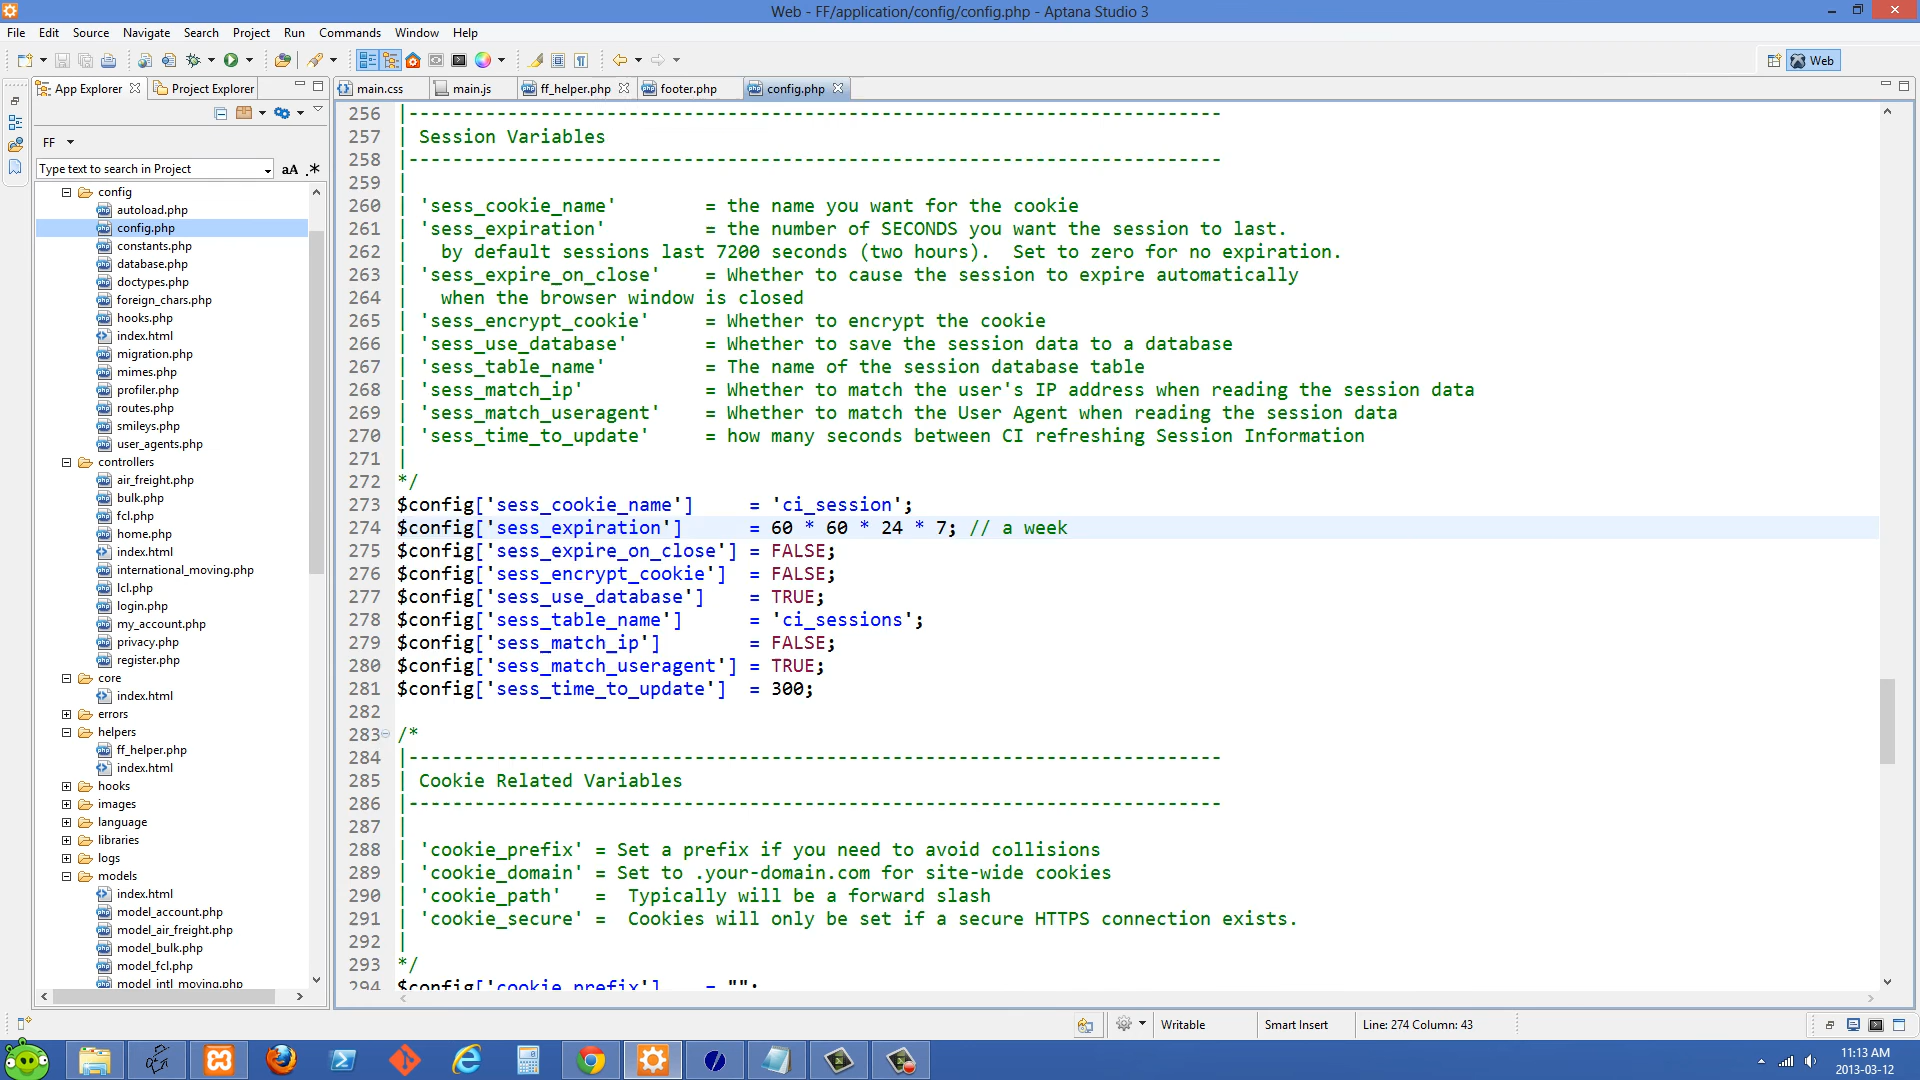 Web - FF/application/config/config.php - Aptana Studio 3
File Edit Source Navigate Search Project Run Commands Window Help
Web
App Explorer
Project Explorer
main.css
main.js
ff_helper.php
footer.php
config.php
FF
Type text to search in Project
aA .*
config
autoload.php
config.php
constants.php
database.php
doctypes.php
foreign_chars.php
hooks.php
index.html
migration.php
mimes.php
profiler.php
routes.php
smileys.php
user_agents.php
controllers
air_freight.php
bulk.php
fcl.php
home.php
index.html
international_moving.php
lcl.php
login.php
my_account.php
privacy.php
register.php
core
index.html
errors
helpers
ff_helper.php
index.html
hooks
images
language
libraries
logs
models
index.html
model_account.php
model_air_freight.php
model_bulk.php
model_fcl.php
model_intl_moving.php
256 |--------------------------------------------------------------------------
257 | Session Variables
258 |--------------------------------------------------------------------------
259 |
260 | 'sess_cookie_name' = the name you want for the cookie
261 | 'sess_expiration' = the number of SECONDS you want the session to last.
262 | by default sessions last 7200 seconds (two hours). Set to zero for no expiration.
263 | 'sess_expire_on_close' = Whether to cause the session to expire automatically
264 | when the browser window is closed
265 | 'sess_encrypt_cookie' = Whether to encrypt the cookie
266 | 'sess_use_database' = Whether to save the session data to a database
267 | 'sess_table_name' = The name of the session database table
268 | 'sess_match_ip' = Whether to match the user's IP address when reading the session data
269 | 'sess_match_useragent' = Whether to match the User Agent when reading the session data
270 | 'sess_time_to_update' = how many seconds between CI refreshing Session Information
271 |
272 */
273 $config['sess_cookie_name'] = 'ci_session';
274 $config['sess_expiration'] = 60 * 60 * 24 * 7; // a week
275 $config['sess_expire_on_close'] = FALSE;
276 $config['sess_encrypt_cookie'] = FALSE;
277 $config['sess_use_database'] = TRUE;
278 $config['sess_table_name'] = 'ci_sessions';
279 $config['sess_match_ip'] = FALSE;
280 $config['sess_match_useragent'] = TRUE;
281 $config['sess_time_to_update'] = 300;
282
283 /*
284 |--------------------------------------------------------------------------
285 | Cookie Related Variables
286 |--------------------------------------------------------------------------
287 |
288 | 'cookie_prefix' = Set a prefix if you need to avoid collisions
289 | 'cookie_domain' = Set to .your-domain.com for site-wide cookies
290 | 'cookie_path' = Typically will be a forward slash
291 | 'cookie_secure' = Cookies will only be set if a secure HTTPS connection exists.
292 |
293 */
294 $config['cookie_prefix'] = "";
Writable
Smart Insert
Line: 274 Column: 43
11:13 AM
2013-03-12